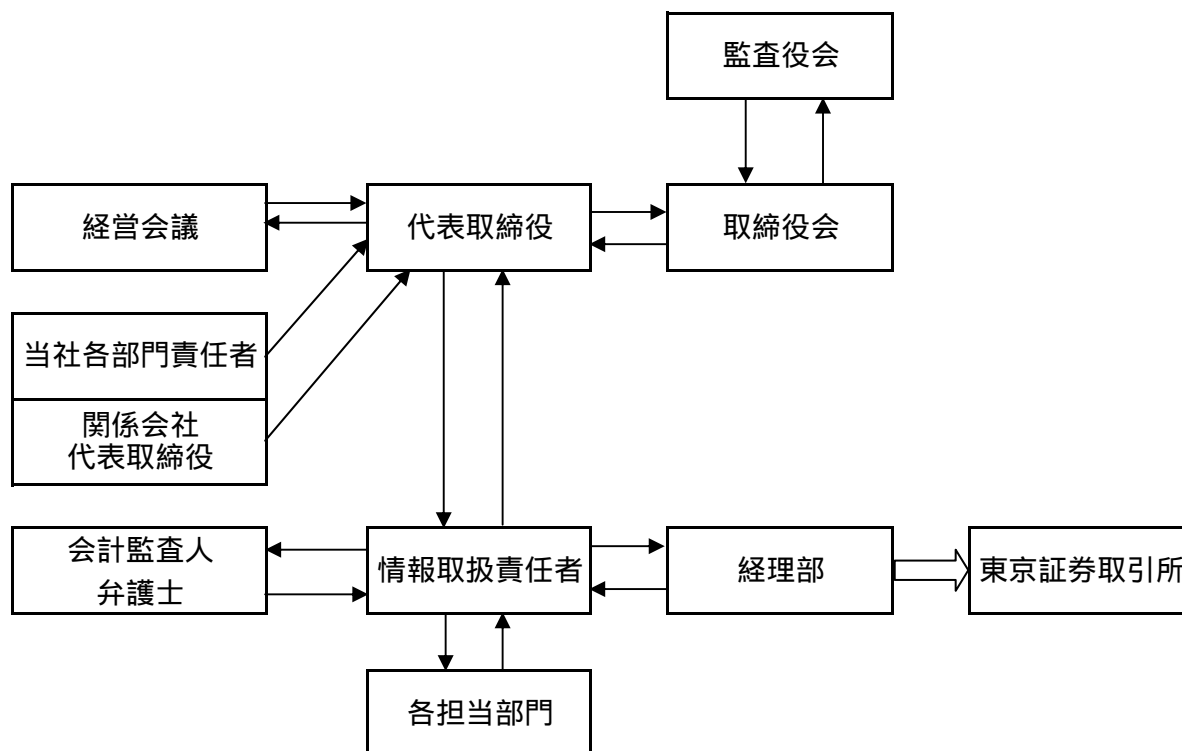 監査役会
経営会議
代表取締役
取締役会
当社各部門責任者
関係会社
代表取締役
会計監査人
弁護士
情報取扱責任者
経理部
東京証券取引所
各担当部門